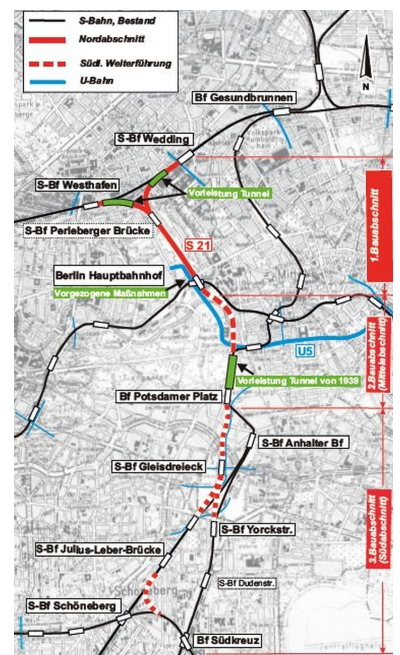 S-Bahn, Bestand
Nordabschnitt
Südl. Weiterführung
U-Bahn
N
Bf Gesundbrunnen
S-Bf Wedding
S-Bf Westhafen
Vorleistung Tunnel
S-Bf Perleberger Brücke
S 21
1.Bauabschnitt
Berlin Hauptbahnhof
Vorgezogene Maßnahmen
Mitte
U5
2.Bauabschnitt
(Mittelabschnitt)
Vorleistung Tunnel von 1939
Bf Potsdamer Platz
S-Bf Anhalter Bf
S-Bf Gleisdreieck
3.Bauabschnitt
(Südabschnitt)
S-Bf Yorckstr.
S-Bf Julius-Leber-Brücke
S-Bf Dudenstr.
Schöneberg
S-Bf Schöneberg
Bf Südkreuz